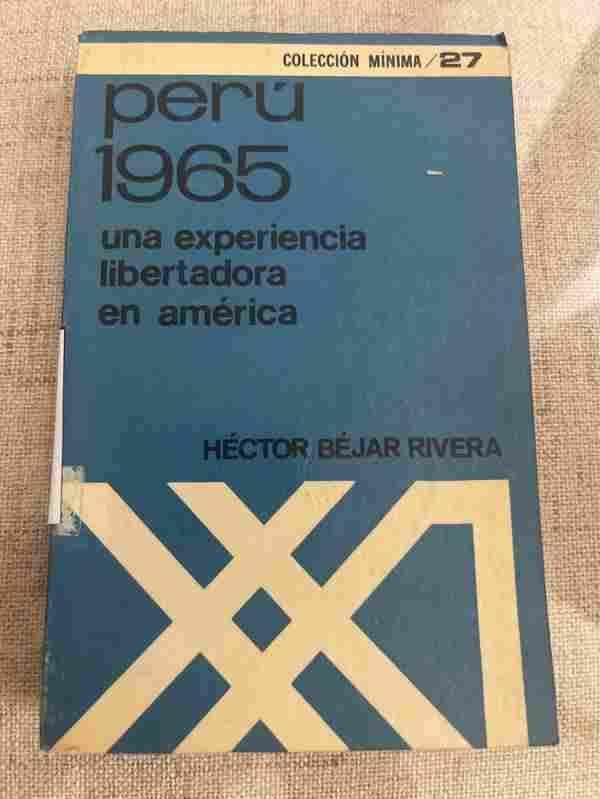 COLECCIÓN MÍNIMA / 27
perú
1965
una experiencia
libertadora
en américa
HÉCTOR BÉJAR RIVERA